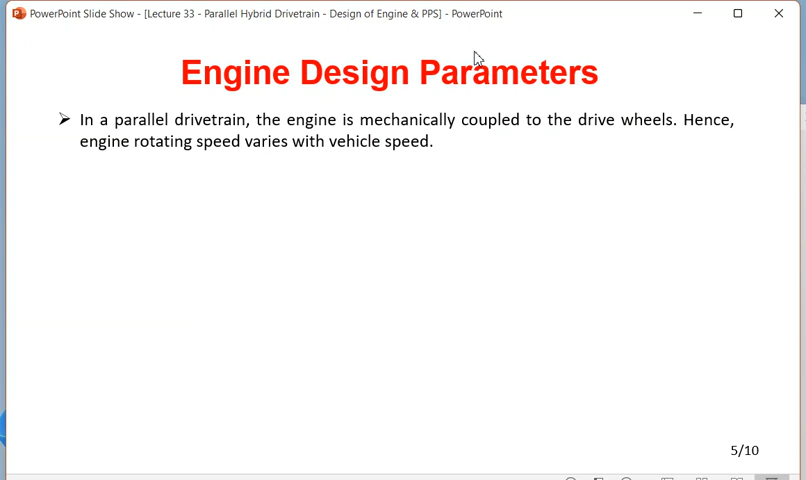 PowerPoint Slide Show - [Lecture 33 - Parallel Hybrid Drivetrain - Design of Engine & PPS] - PowerPoint
Engine Design Parameters
➢ In a parallel drivetrain, the engine is mechanically coupled to the drive wheels. Hence,
engine rotating speed varies with vehicle speed.
5/10